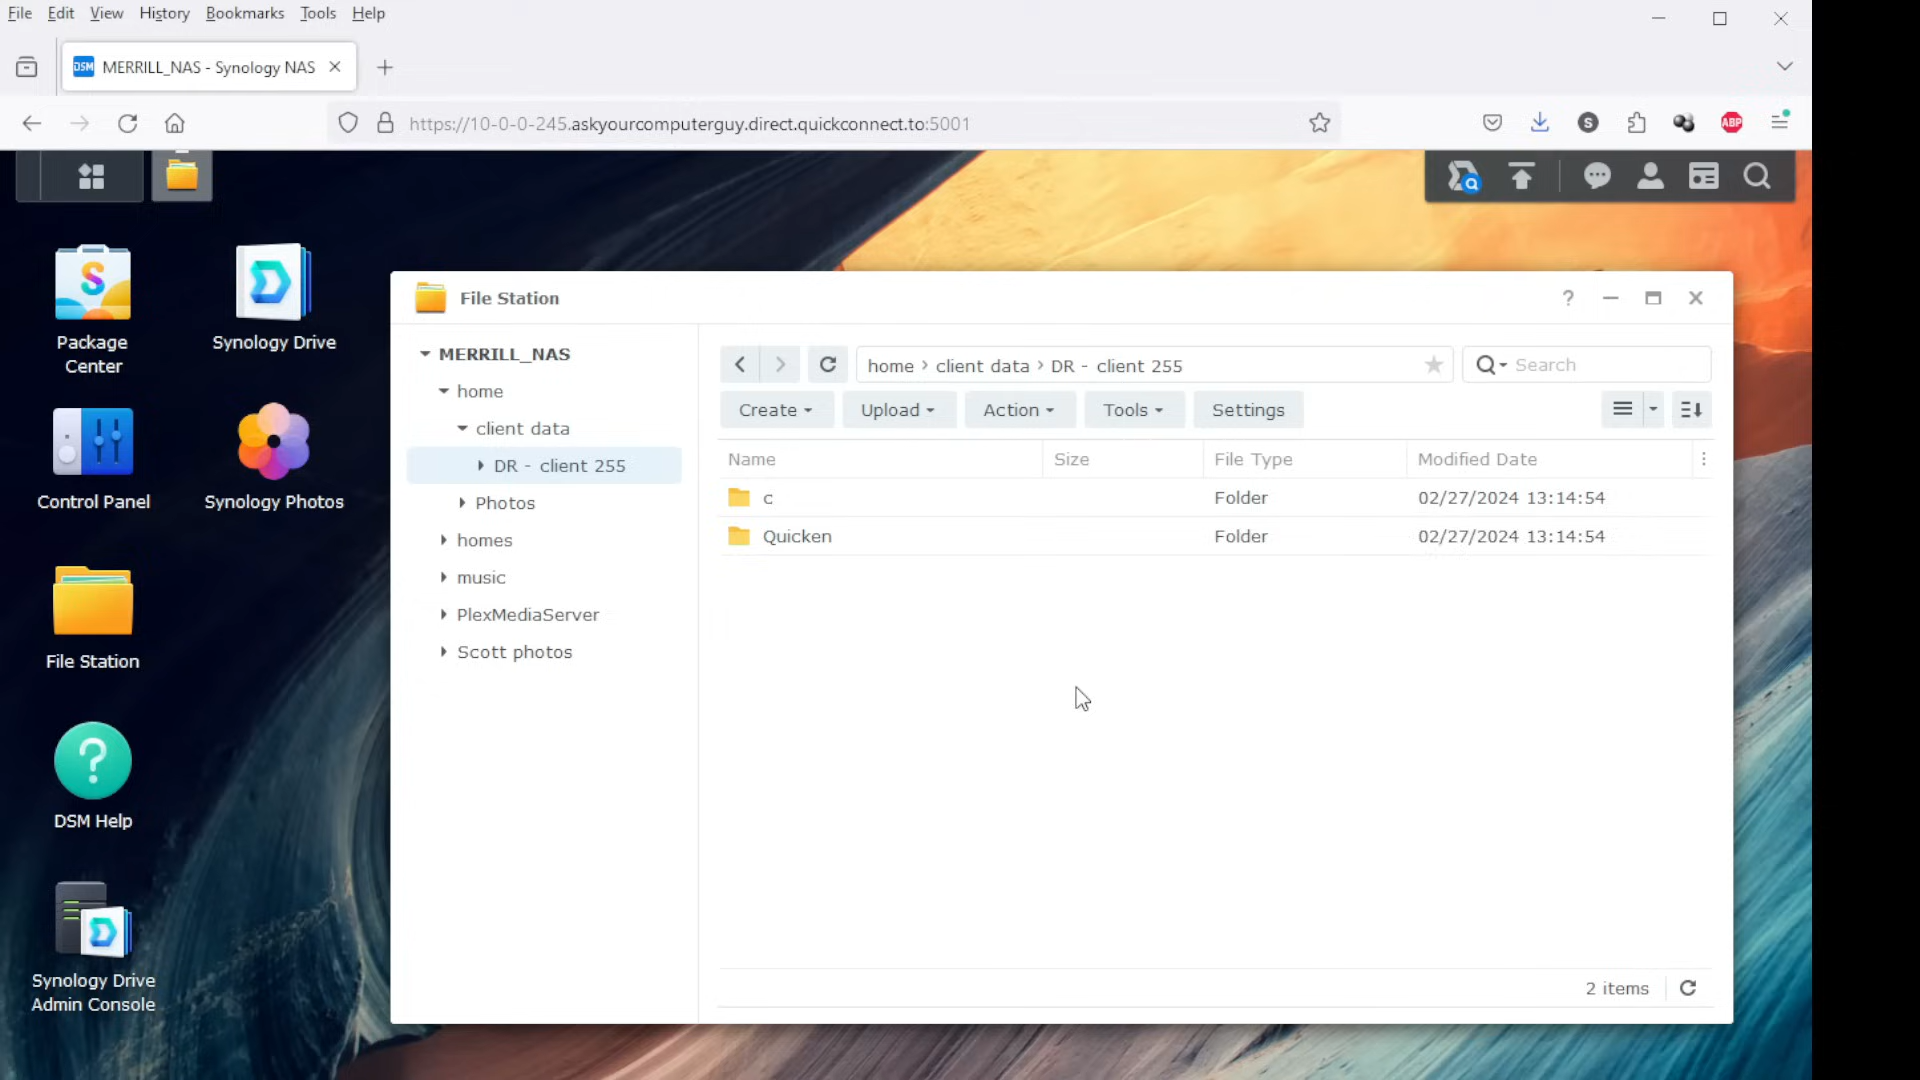 File Edit View History Bookmarks Tools Help
DSM MERRILL_NAS - Synology NAS
https://10-0-0-245.askyourcomputerguy.direct.quickconnect.to:5001
S
ABP
Package
Center
Synology Drive
Control Panel
Synology Photos
File Station
DSM Help
Synology Drive
Admin Console
File Station
MERRILL_NAS
home
client data
DR - client 255
Photos
homes
music
PlexMediaServer
Scott photos
home › client data › DR - client 255
Search
Create Upload Action Tools Settings
Name Size File Type Modified Date
c Folder 02/27/2024 13:14:54
Quicken Folder 02/27/2024 13:14:54
2 items